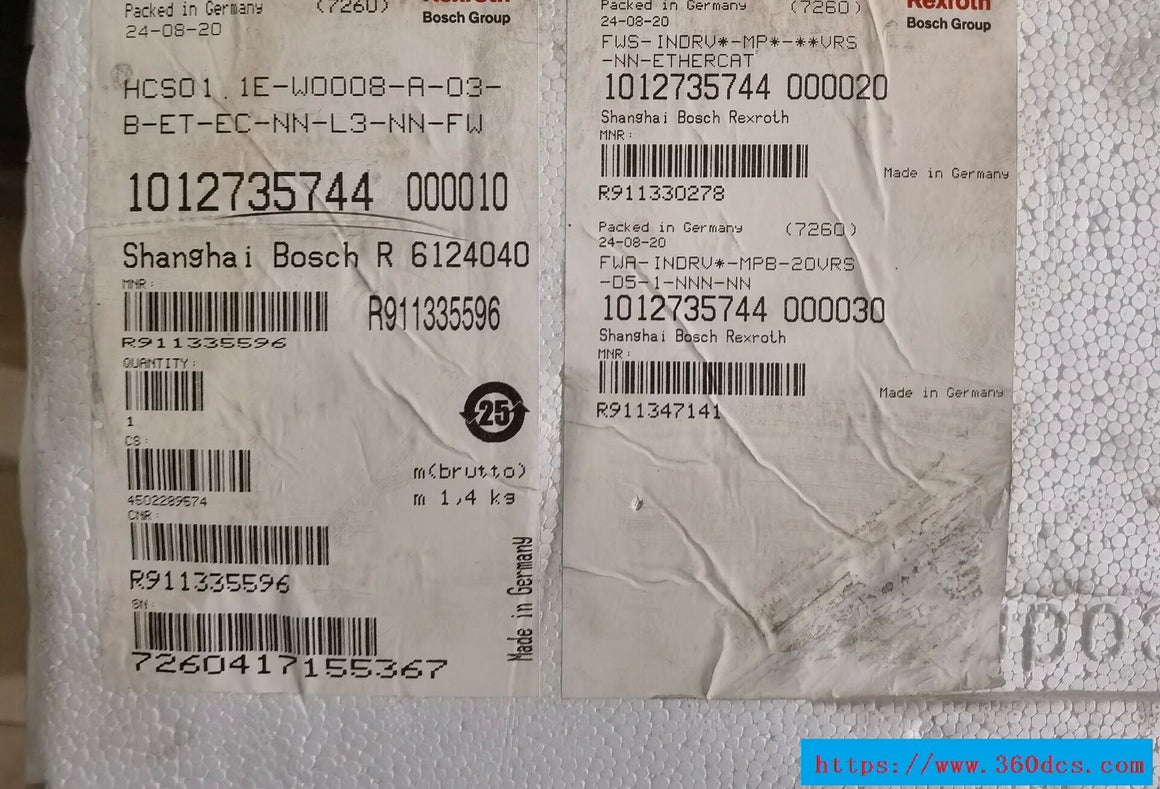 Packed in Germany (7260)
24-08-20
Rexroth
Bosch Group
HCS01.1E-W0008-A-03-
B-ET-EC-NN-L3-NN-FW
1012735744 000010
Shanghai Bosch R 6124040
MNR:
R911335596
R911335596
QUANTITY:
1
25
CS:
m(brutto)
m 1,4 kg
4502289574
CNR:
R911335596
SN:
7260417155367
Made in Germany
Packed in Germany (7260)
24-08-20
Rexroth
Bosch Group
FWS-INDRV*-MP*-**VRS
-NN-ETHERCAT
1012735744 000020
Shanghai Bosch Rexroth
MNR:
Made in Germany
R911330278
Packed in Germany (7260)
24-08-20
FWA-INDRV*-MPB-20VRS
-D5-1-NNN-NN
1012735744 000030
Shanghai Bosch Rexroth
MNR:
Made in Germany
R911347141
https://www.360dcs.com